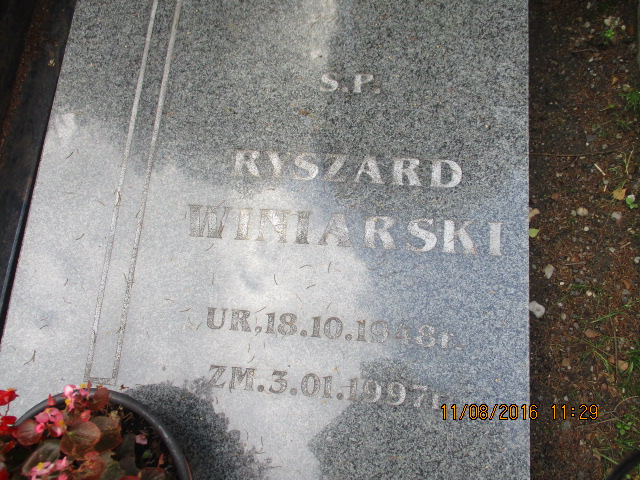 S.P.
RYSZARD
WINIARSKI
UR.18.10.1948r.
ZM.3.01.1997r.
11/08/2016 11:29